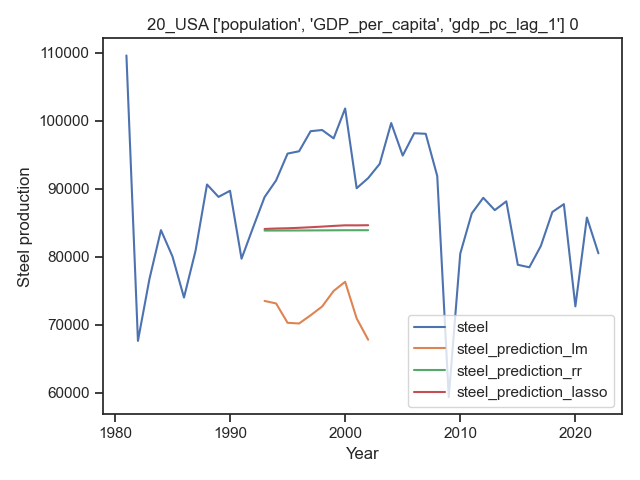 20_USA ['population', 'GDP_per_capita', 'gdp_pc_lag_1'] 0
Steel production
110000
100000
90000
80000
70000
60000
steel
steel_prediction_lm
steel_prediction_rr
steel_prediction_lasso
1980
1990
2000
2010
2020
Year